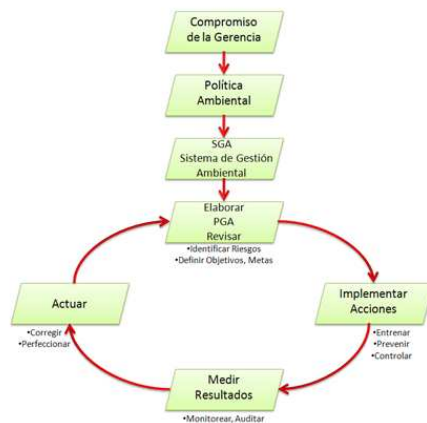 Compromiso
de la Gerencia
Política
Ambiental
SGA
Sistema de Gestión
Ambiental
Elaborar
PGA
Revisar
•Identificar Riesgos
•Definir Objetivos, Metas
Implementar
Acciones
•Entrenar
•Prevenir
•Controlar
Medir
Resultados
•Monitorear, Auditar
Actuar
•Corregir
•Perfeccionar